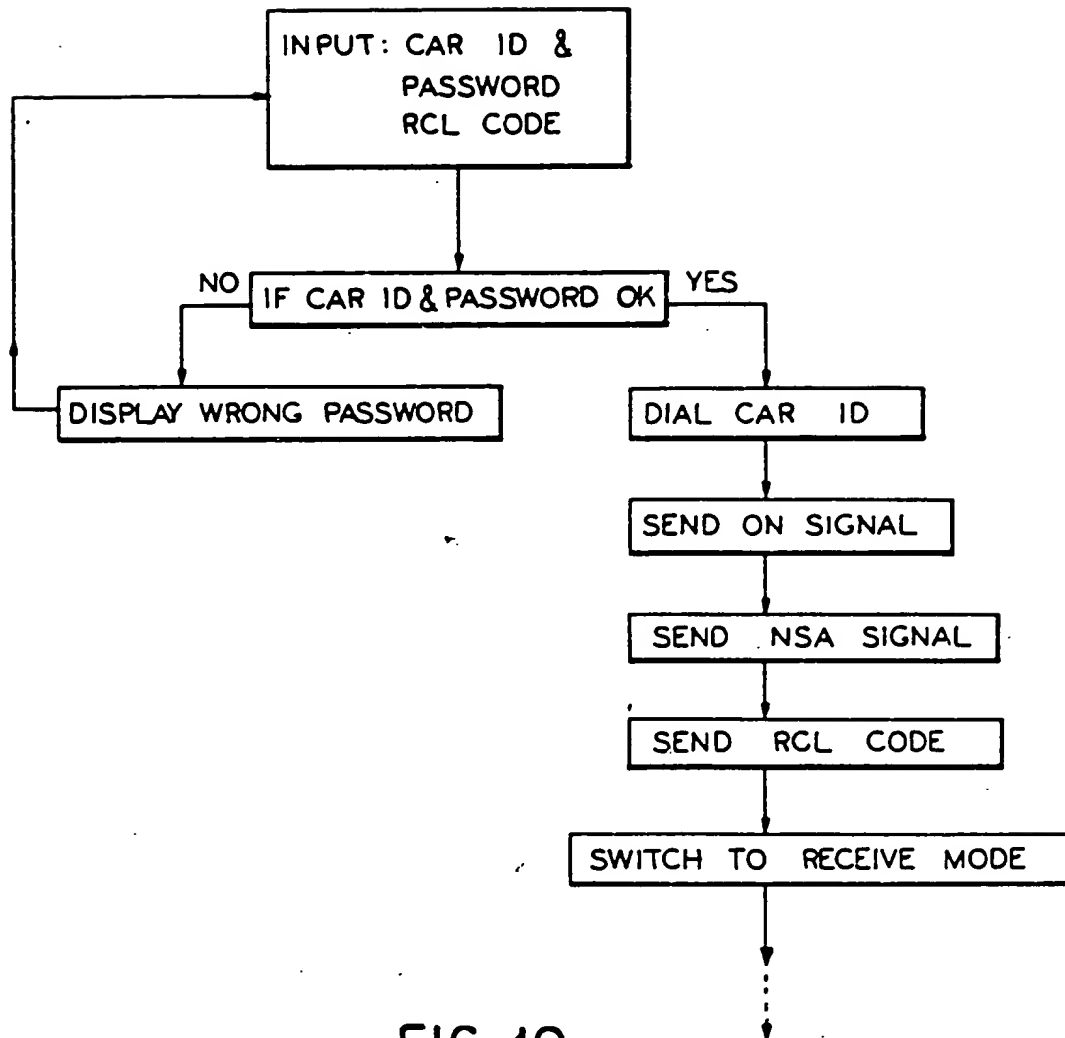 INPUT: CAR ID &
PASSWORD
RCL CODE
NO
IF CAR ID & PASSWORD OK
YES
DISPLAY WRONG PASSWORD
DIAL CAR ID
SEND ON SIGNAL
SEND NSA SIGNAL
SEND RCL CODE
SWITCH TO RECEIVE MODE